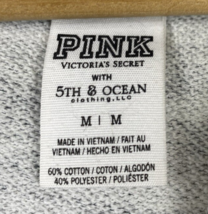 PINK
VICTORIA'S SECRET
WITH
5TH & OCEAN
clothing, LLC
M | M
MADE IN VIETNAM / FAIT AU
VIETNAM / HECHO EN VIETNAM
60% COTTON / COTON / ALGODÓN
40% POLYESTER / POLIÉSTER